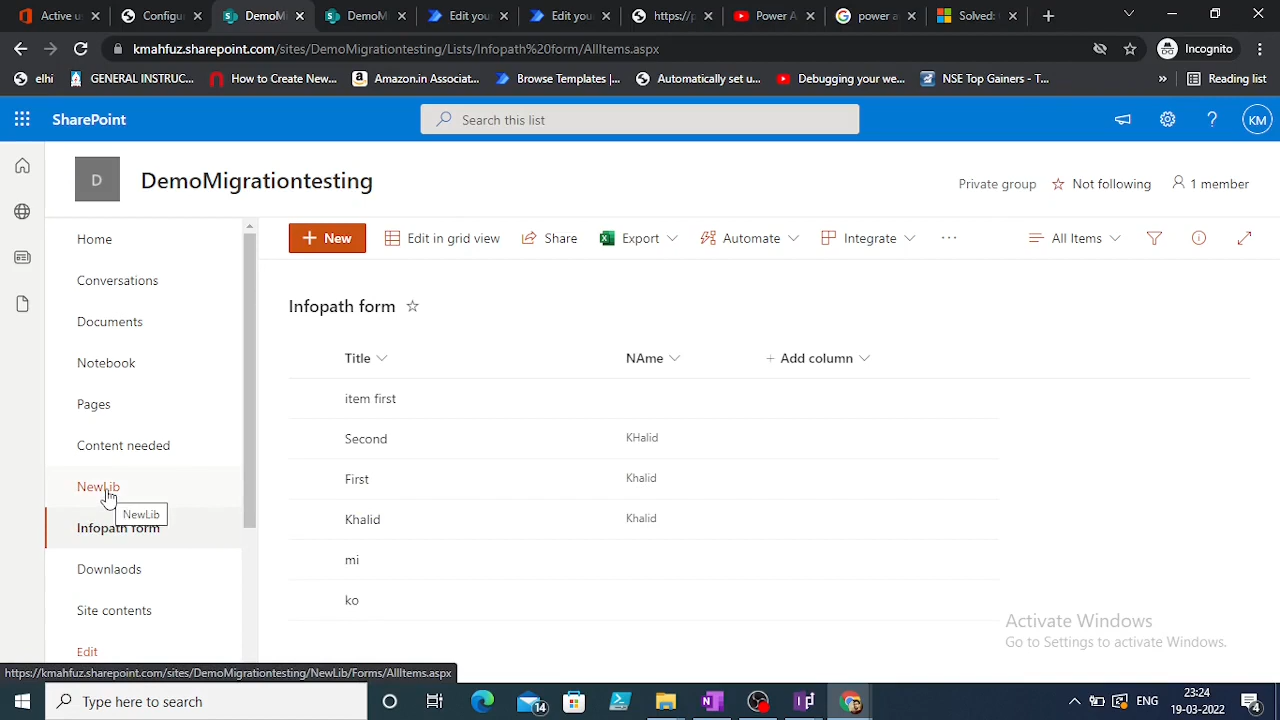 Active us
Configu
DemoMi
DemoMi
Edit you
Edit you
https://p
Power A
power a
Solved:
kmahfuz.sharepoint.com/sites/DemoMigrationtesting/Lists/Infopath%20form/AllItems.aspx
Incognito
elhi
GENERAL INSTRUC...
How to Create New...
Amazon.in Associat...
Browse Templates |...
Automatically set u...
Debugging your we...
NSE Top Gainers - T...
»
Reading list
SharePoint
Search this list
KM
D
DemoMigrationtesting
Private group
Not following
1 member
Home
Conversations
Documents
Notebook
Pages
Content needed
NewLib
NewLib
Infopath form
Downlaods
Site contents
Edit
+ New
Edit in grid view
Share
Export
Automate
Integrate
...
All Items
Infopath form
Title
NAme
+ Add column
item first
Second
KHalid
First
Khalid
Khalid
Khalid
mi
ko
Activate Windows
Go to Settings to activate Windows.
https://kmahfuz.sharepoint.com/sites/DemoMigrationtesting/NewLib/Forms/AllItems.aspx
Type here to search
14
ENG
23:24
19-03-2022
4